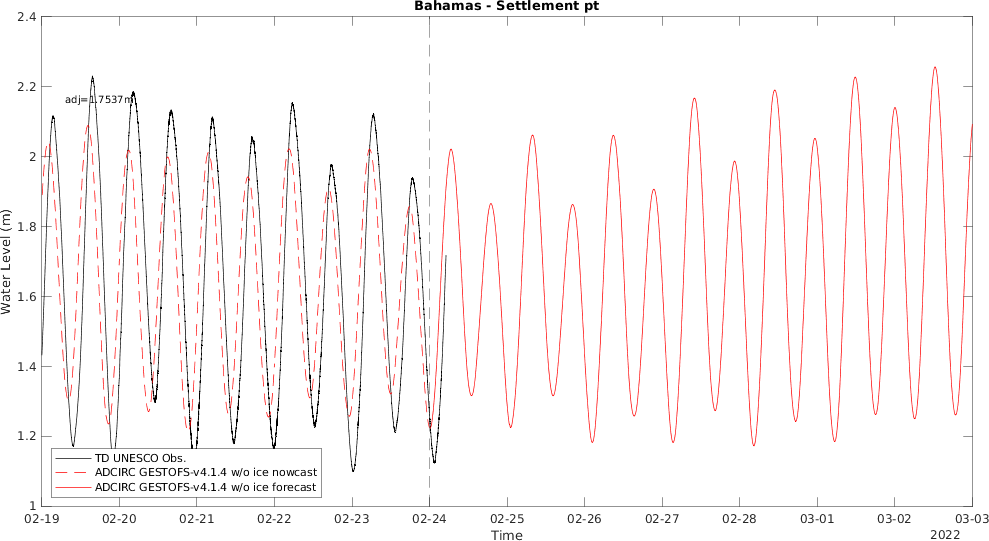 Bahamas - Settlement pt
2.4
2.2
2
1.8
1.6
1.4
1.2
1
Water Level (m)
adj=1.7537m
TD UNESCO Obs.
ADCIRC GESTOFS-v4.1.4 w/o ice nowcast
ADCIRC GESTOFS-v4.1.4 w/o ice forecast
02-19 02-20 02-21 02-22 02-23 02-24 02-25 02-26 02-27 02-28 03-01 03-02 03-03
Time
2022